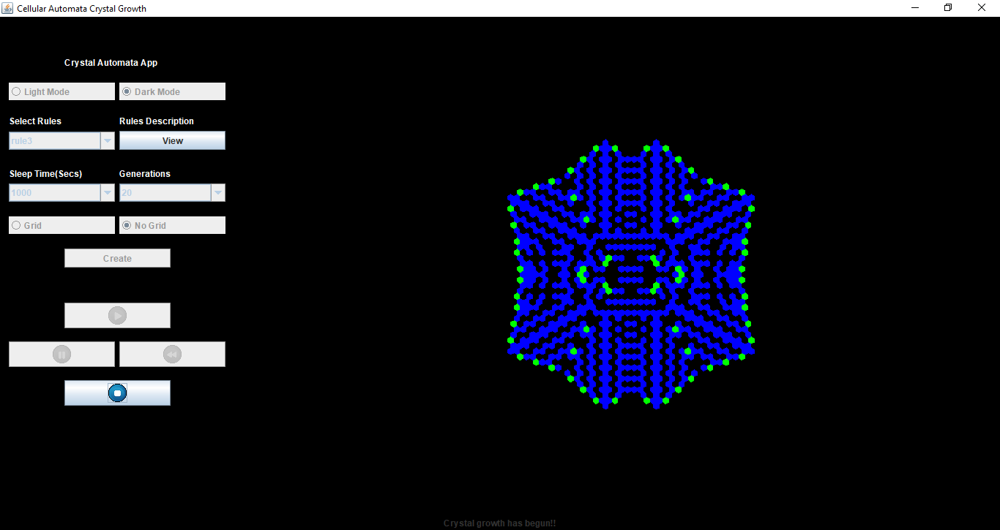 Cellular Automata Crystal Growth
Crystal Automata App
Light Mode
Dark Mode
Select Rules
Rules Description
rule3
View
Sleep Time(Secs)
Generations
1000
20
Grid
No Grid
Create
Crystal growth has begun!!